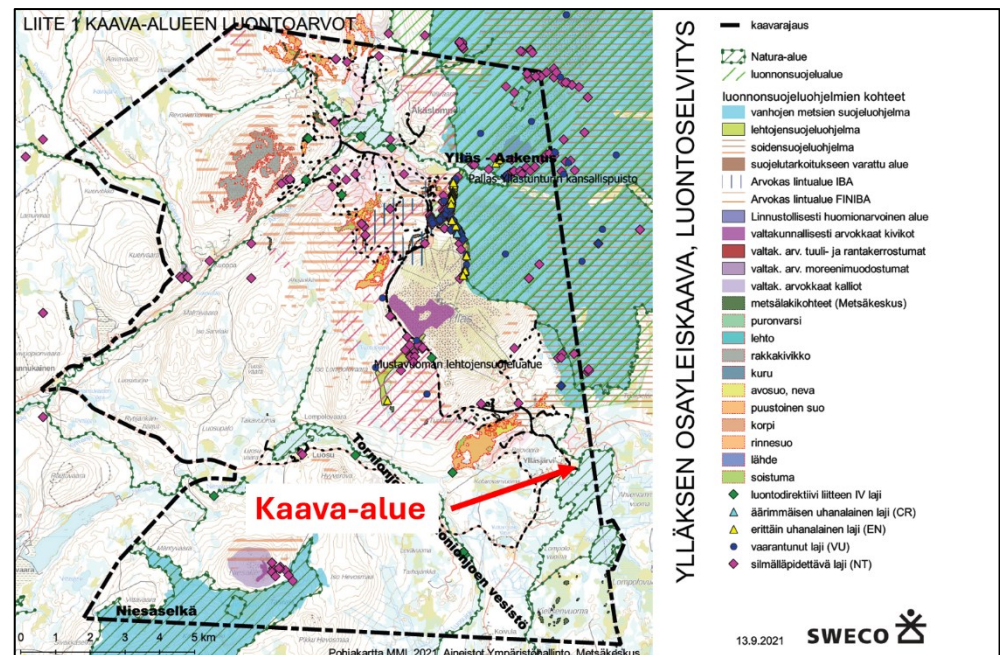 LIITE 1 KAAVA-ALUEEN LUONTOARVOT
Äkäslompolo
Ylläs - Aakenus
Pallas-Yllästunturin kansallispuisto
Ylläs
Mustavuoman lehtojensuojelualue
Luosu
Ylläsjärvi
Kaava-alue
Niesäselkä
0 1 2 4 5 km
Pohjakartta MML 2021, Aineistot Ympäristöhallinto, Metsäkeskus
YLLÄKSEN OSAYLEISKAAVA, LUONTOSELVITYS
kaavarajaus
Natura-alue
luonnonsuojelualue
luonnonsuojeluohjelmien kohteet
vanhojen metsien suojeluohjelma
lehtojensuojeluohjelma
soidensuojeluohjelma
suojelutarkoitukseen varattu alue
Arvokas lintualue IBA
Arvokas lintualue FINIBA
Linnustollisesti huomionarvoinen alue
valtakunnallisesti arvokkaat kivikot
valtak. arv. tuuli- ja rantakerrostumat
valtak. arv. moreenimuodostumat
valtak. arvokkaat kalliot
metsälakikohteet (Metsäkeskus)
puronvarsi
lehto
rakkakivikko
kuru
avosuo, neva
puustoinen suo
korpi
rinnesuo
lähde
soistuma
luontodirektiivi liitteen IV laji
äärimmäisen uhanalainen laji (CR)
erittäin uhanalainen laji (EN)
vaarantunut laji (VU)
silmälläpidettävä laji (NT)
13.9.2021
SWECO